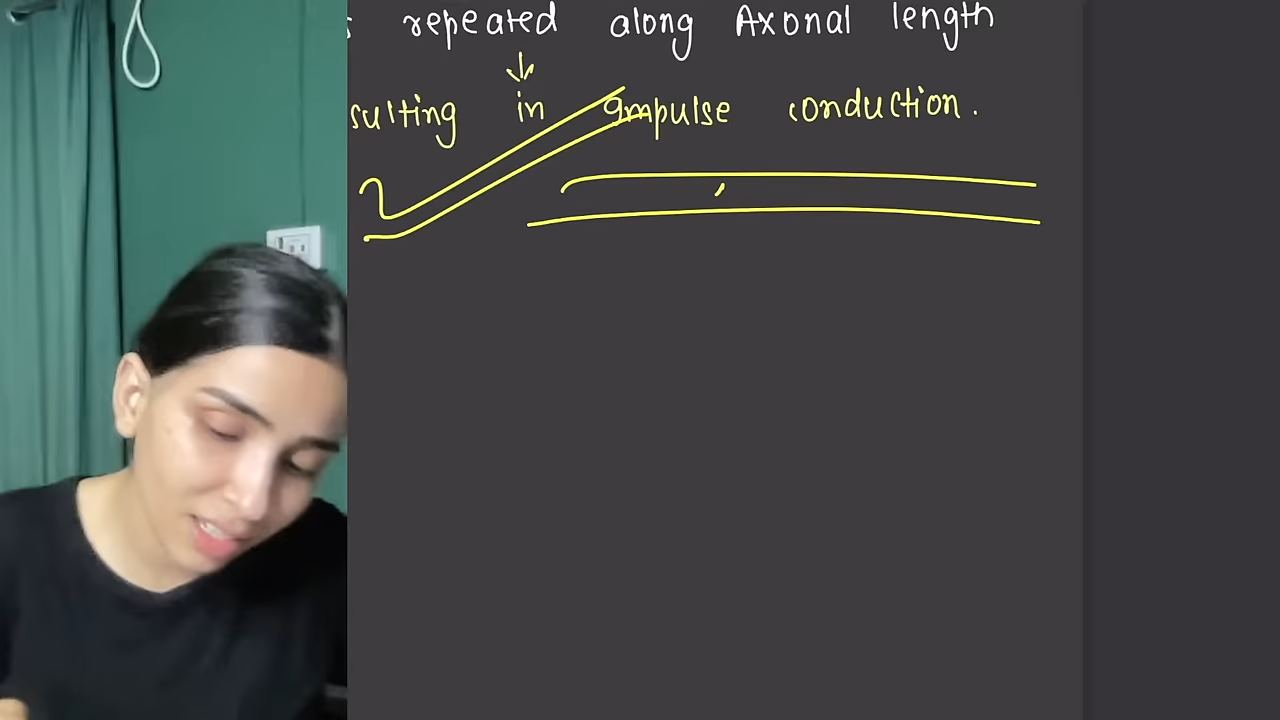 repeated along Axonal length
sulting in impulse conduction.